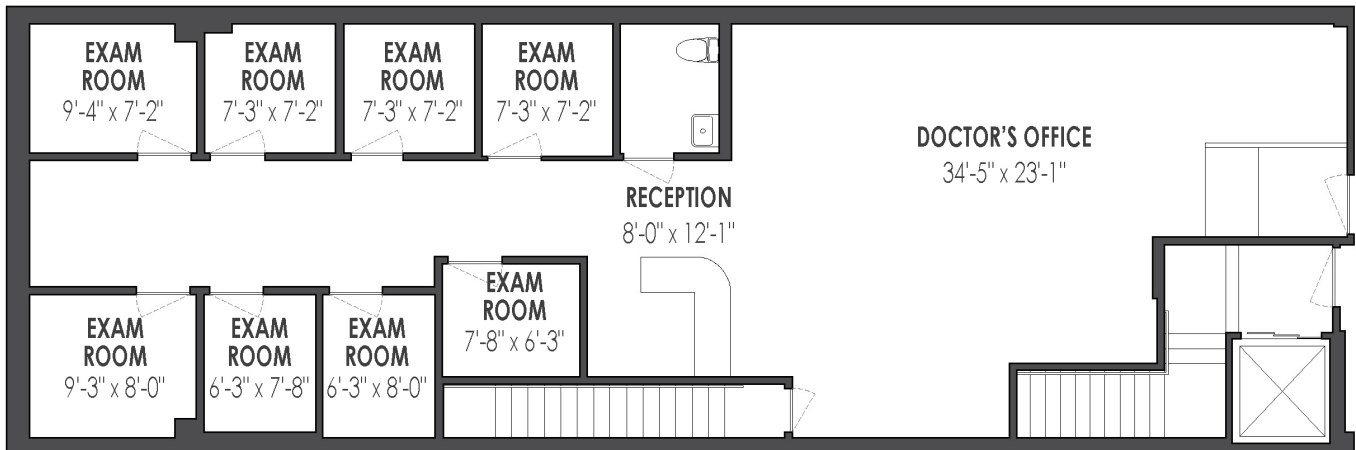 EXAM
ROOM
9'-4" x 7'-2"
EXAM
ROOM
7'-3" x 7'-2"
EXAM
ROOM
7'-3" x 7'-2"
EXAM
ROOM
7'-3" x 7'-2"
DOCTOR'S OFFICE
34'-5" x 23'-1"
RECEPTION
8'-0" x 12'-1"
EXAM
ROOM
7'-8" x 6'-3"
EXAM
ROOM
9'-3" x 8'-0"
EXAM
ROOM
6'-3" x 7'-8"
EXAM
ROOM
6'-3" x 8'-0"